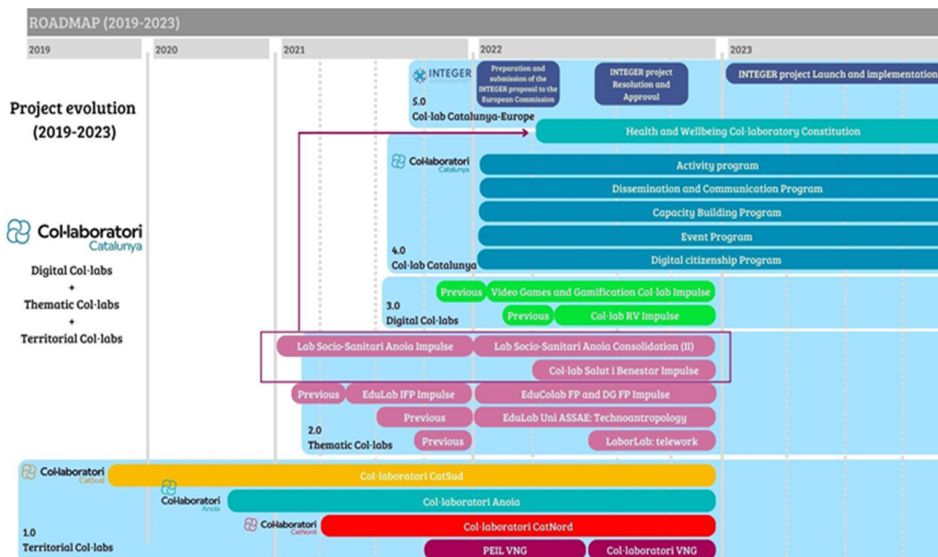 ROADMAP (2019-2023)
2019 2020 2021 2022 2023
Project evolution
(2019-2023)
Col·laboratori
Catalunya
Digital Col·labs
+
Thematic Col·labs
+
Territorial Col·labs
INTEGER
5.0
Col·lab Catalunya-Europe
Preparation and
submission of the
INTEGER proposal to the
European Commission
INTEGER project
Resolution and
Approval
INTEGER project Launch and implementation
Health and Wellbeing Col·laboratory Constitution
Col·laboratori
Catalunya
4.0
Col·lab Catalunya
Activity program
Dissemination and Communication Program
Capacity Building Program
Event Program
Digital citizenship Program
3.0
Digital Col·labs
Previous Video Games and Gamification Col·lab Impulse
Previous Col·lab RV Impulse
Lab Socio-Sanitari Anoia Impulse Lab Socio-Sanitari Anoia Consolidation (II)
Col·lab Salut i Benestar Impulse
Previous EduLab IFP Impulse EduColab FP and DG FP Impulse
Previous EduLab Uni ASSAE: Technoantropology
Previous LaborLab: telework
2.0
Thematic Col·labs
Col·laboratori
CatSud
Col·laboratori CatSud
Col·laboratori
Anoia
Col·laboratori Anoia
Col·laboratori
CatNord
Col·laboratori CatNord
PEIL VNG Col·laboratori VNG
1.0
Territorial Col·labs